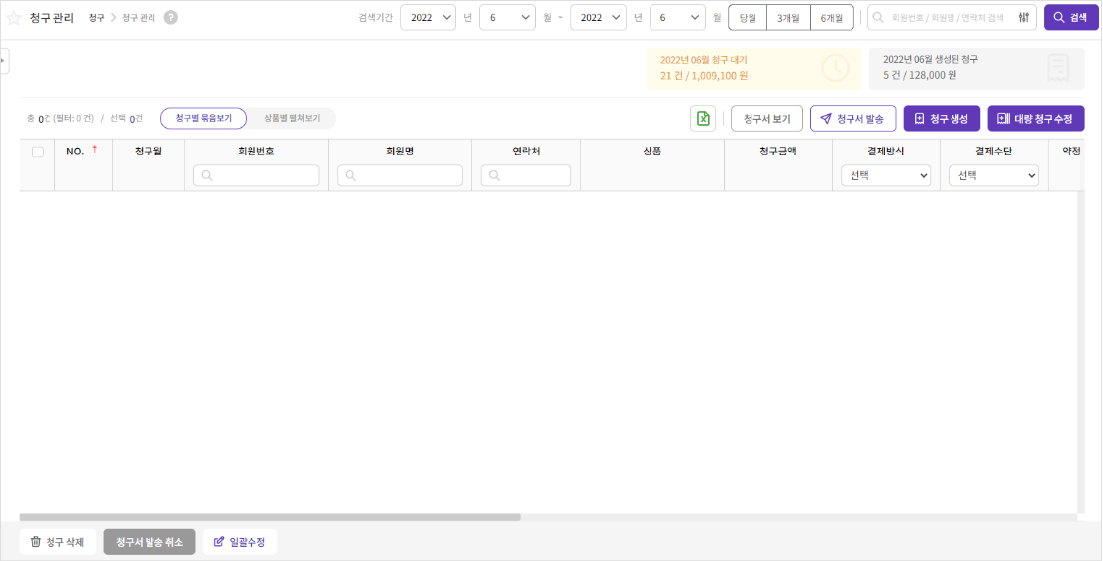 청구 관리 청구 > 청구 관리 ? 검색기간 2022 년 6 월 ~ 2022 년 6 월 당월 3개월 6개월 회원번호 / 회원명 / 연락처 검색 검색
2022년 06월 청구 대기 2022년 06월 생성된 청구
21 건 / 1,009,100 원 5 건 / 128,000 원
총 0건 (필터: 0 건) / 선택 0건 청구별 묶음보기 상품별 펼쳐보기 청구서 보기 청구서 발송 청구 생성 대량 청구 수정
NO. ↑ 청구월 회원번호 회원명 연락처 상품 청구금액 결제방식 결제수단 약정
선택 선택
청구 삭제 청구서 발송 취소 일괄수정